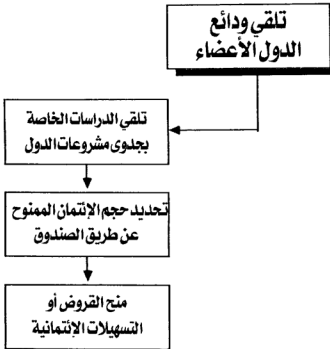 تلقي ودائع
الدول الأعضاء
تلقي الدراسات الخاصة
بجدوى مشروعات الدول
تحديد حجم الإئتمان الممنوح
عن طريق الصندوق
منح القروض أو
التسهيلات الإئتمانية